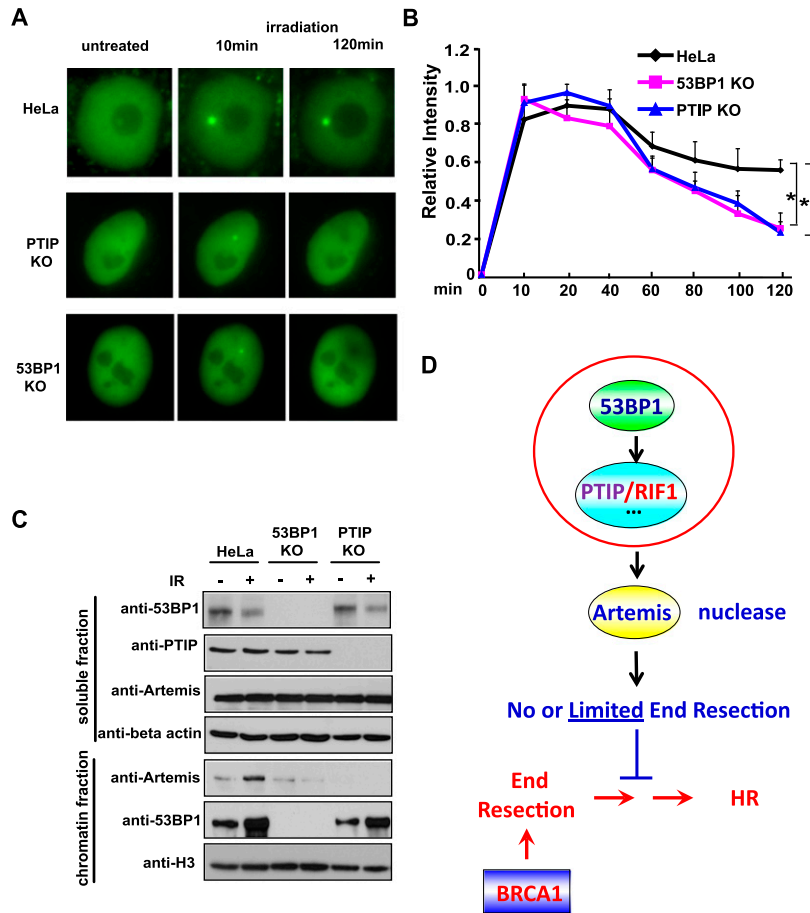 A
irradiation
untreated
10min
120min
HeLa
PTIP
KO
53BP1
KO
B
Relative Intensity
1.2
1.0
0.8
0.6
0.4
0.2
0
min
0
10
20
40
60
80
100
120
HeLa
53BP1 KO
PTIP KO
*
*
C
HeLa
53BP1
KO
PTIP
KO
IR
- + - + - +
soluble fraction
anti-53BP1
anti-PTIP
anti-Artemis
anti-beta actin
chromatin fraction
anti-Artemis
anti-53BP1
anti-H3
D
53BP1
PTIP/RIF1
...
Artemis
nuclease
No or Limited End Resection
End
Resection
HR
BRCA1